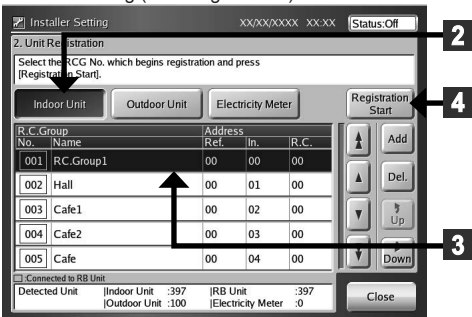 Installer Setting XX/XX/XXXX XX:XX Status:Off
2. Unit Registration
Select the RCG No. which begins registration and press
[Registration Start].
Indoor Unit Outdoor Unit Electricity Meter Registration Start
R.C.Group Address
No. Name Ref. In. R.C.
001 RC.Group1 00 00 00
002 Hall 00 01 00
003 Cafe1 00 02 00
004 Cafe2 00 03 00
005 Cafe 00 04 00
Add
Del.
Up
Down
:Connected to RB Unit
Detected Unit |Indoor Unit :397 |RB Unit :397
|Outdoor Unit :100 |Electricity Meter :0
Close
2
4
3